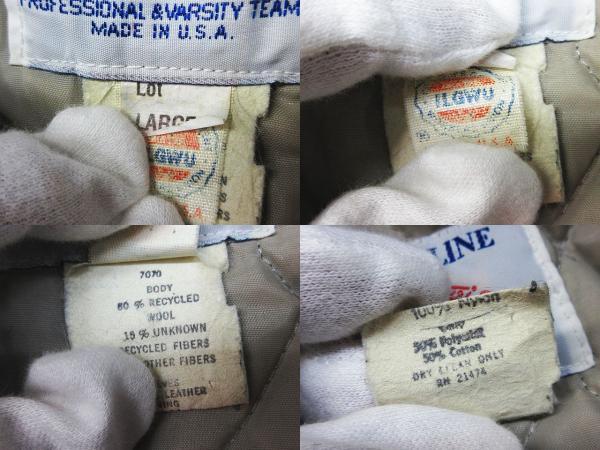 PROFESSIONAL & VARSITY TEAM
MADE IN U.S.A.
Lot
LARGE
ILGWU
ILGWU
7070
BODY
80 % RECYCLED
WOOL
15 % UNKNOWN
RECYCLED FIBERS
OTHER FIBERS
LEATHER
LINE
100% Nylon
50% Polyester
50% Cotton
DRY CLEAN ONLY
RN 21474